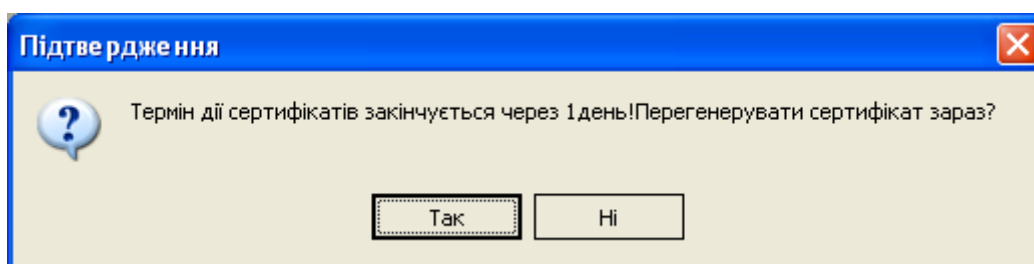 Підтвердження
Термін дії сертифікатів закінчується через 1день!Перегенерувати сертифікат зараз?
Так
Ні